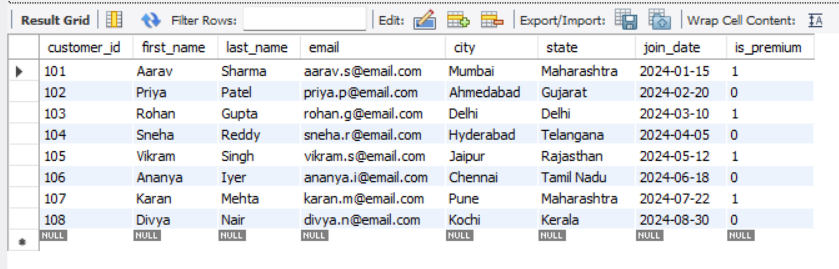 Result Grid Filter Rows: Edit: Export/Import: Wrap Cell Content: IA
customer_id first_name last_name email city state join_date is_premium
101 Aarav Sharma aarav.s@email.com Mumbai Maharashtra 2024-01-15 1
102 Priya Patel priya.p@email.com Ahmedabad Gujarat 2024-02-20 0
103 Rohan Gupta rohan.g@email.com Delhi Delhi 2024-03-10 1
104 Sneha Reddy sneha.r@email.com Hyderabad Telangana 2024-04-05 0
105 Vikram Singh vikram.s@email.com Jaipur Rajasthan 2024-05-12 1
106 Ananya Iyer ananya.i@email.com Chennai Tamil Nadu 2024-06-18 0
107 Karan Mehta karan.m@email.com Pune Maharashtra 2024-07-22 1
108 Divya Nair divya.n@email.com Kochi Kerala 2024-08-30 0
NULL NULL NULL NULL NULL NULL NULL NULL